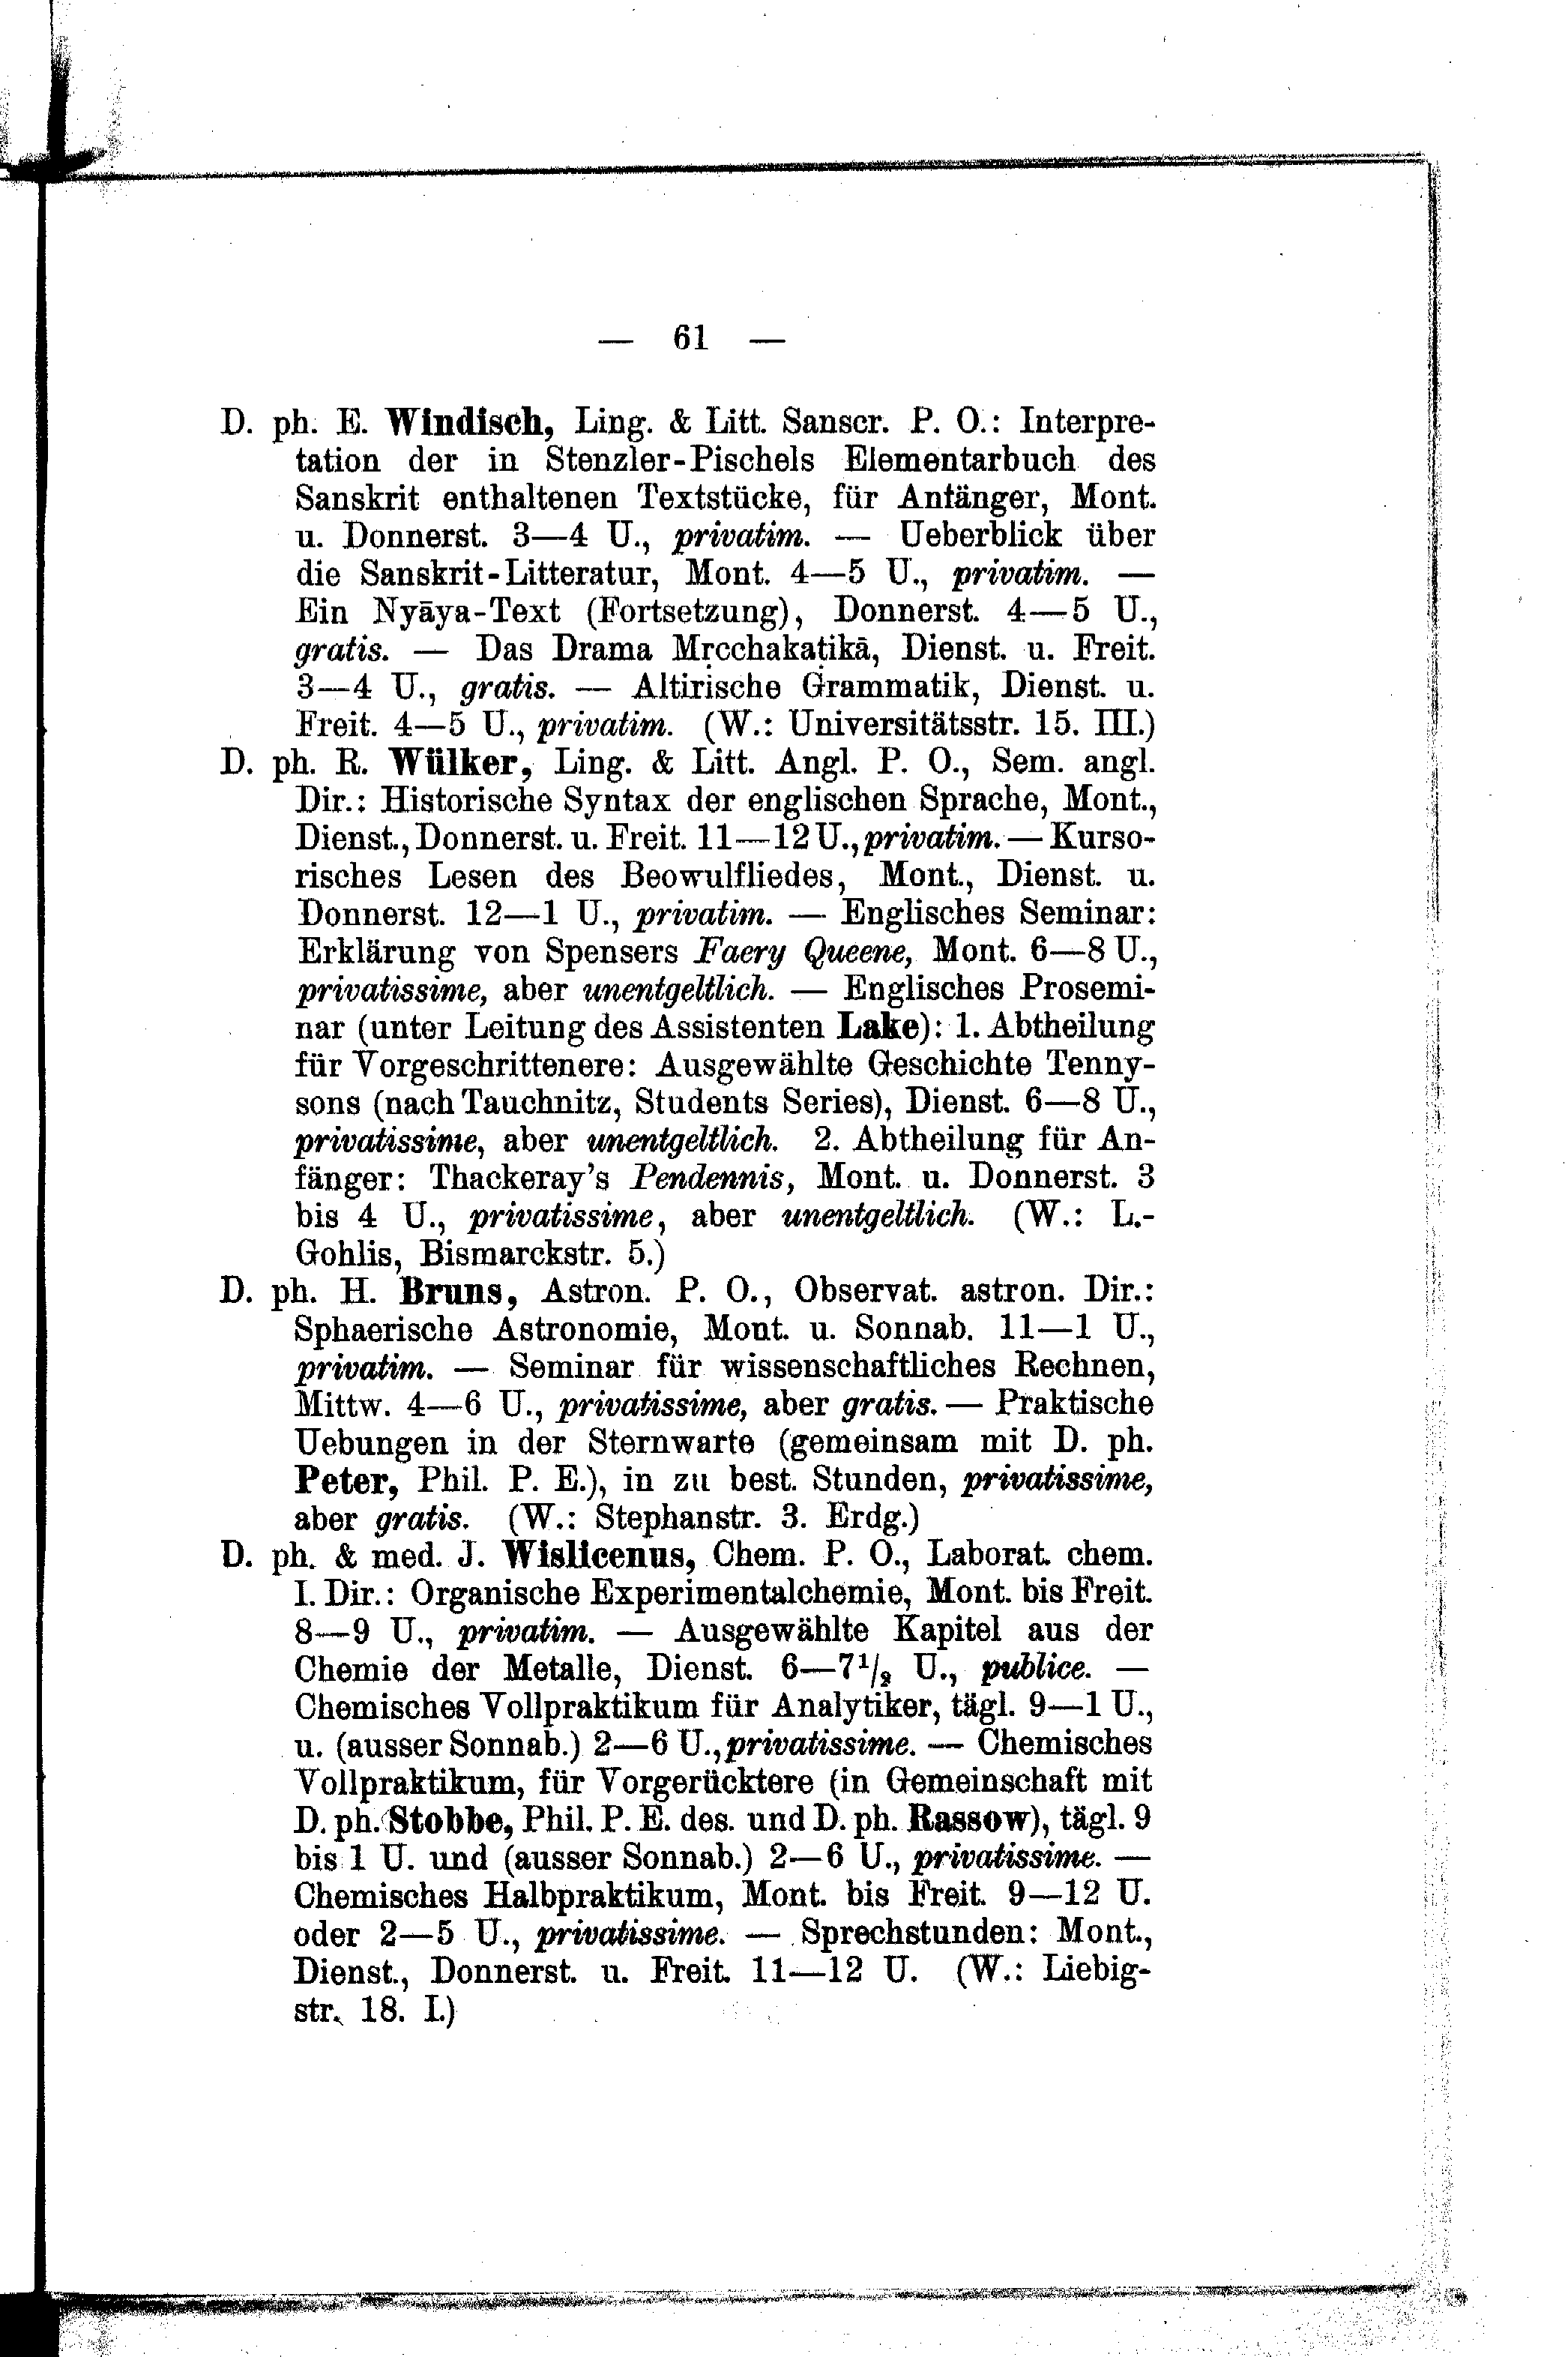 — 61 —
D. ph. E. Windisch, Ling. & Litt. Sanscr. P. O.: Interpre-
tation der in Stenzler-Pischels Elementarbuch des
Sanskrit enthaltenen Textstücke, für Anfänger, Mont.
u. Donnerst. 3—4 U., privatim. — Ueberblick über
die Sanskrit-Litteratur, Mont. 4—5 U., privatim. —
Ein Nyāya-Text (Fortsetzung), Donnerst. 4—5 U.,
gratis. — Das Drama Mṛcchakaṭikā, Dienst. u. Freit.
3—4 U., gratis. — Altirische Grammatik, Dienst. u.
Freit. 4—5 U., privatim. (W.: Universitätsstr. 15. III.)
D. ph. R. Wülker, Ling. & Litt. Angl. P. O., Sem. angl.
Dir.: Historische Syntax der englischen Sprache, Mont.,
Dienst., Donnerst. u. Freit. 11—12 U., privatim. — Kurso-
risches Lesen des Beowulfliedes, Mont., Dienst. u.
Donnerst. 12—1 U., privatim. — Englisches Seminar:
Erklärung von Spensers Faery Queene, Mont. 6—8 U.,
privatissime, aber unentgeltlich. — Englisches Prosemi-
nar (unter Leitung des Assistenten Lake): 1. Abtheilung
für Vorgeschrittenere: Ausgewählte Geschichte Tenny-
sons (nach Tauchnitz, Students Series), Dienst. 6—8 U.,
privatissime, aber unentgeltlich. 2. Abtheilung für An-
fänger: Thackeray's Pendennis, Mont. u. Donnerst. 3
bis 4 U., privatissime, aber unentgeltlich. (W.: L.-
Gohlis, Bismarckstr. 5.)
D. ph. H. Bruns, Astron. P. O., Observat. astron. Dir.:
Sphaerische Astronomie, Mont. u. Sonnab. 11—1 U.,
privatim. — Seminar für wissenschaftliches Rechnen,
Mittw. 4—6 U., privatissime, aber gratis. — Praktische
Uebungen in der Sternwarte (gemeinsam mit D. ph.
Peter, Phil. P. E.), in zu best. Stunden, privatissime,
aber gratis. (W.: Stephanstr. 3. Erdg.)
D. ph. & med. J. Wislicenus, Chem. P. O., Laborat. chem.
I. Dir.: Organische Experimentalchemie, Mont. bis Freit.
8—9 U., privatim. — Ausgewählte Kapitel aus der
Chemie der Metalle, Dienst. 6—7½ U., publice. —
Chemisches Vollpraktikum für Analytiker, tägl. 9—1 U.,
u. (ausser Sonnab.) 2—6 U., privatissime. — Chemisches
Vollpraktikum, für Vorgerücktere (in Gemeinschaft mit
D. ph. Stobbe, Phil. P. E. des. und D. ph. Rassow), tägl. 9
bis 1 U. und (ausser Sonnab.) 2—6 U., privatissime. —
Chemisches Halbpraktikum, Mont. bis Freit. 9—12 U.
oder 2—5 U., privatissime. — Sprechstunden: Mont.,
Dienst., Donnerst. u. Freit. 11—12 U. (W.: Liebig-
str. 18. I.)